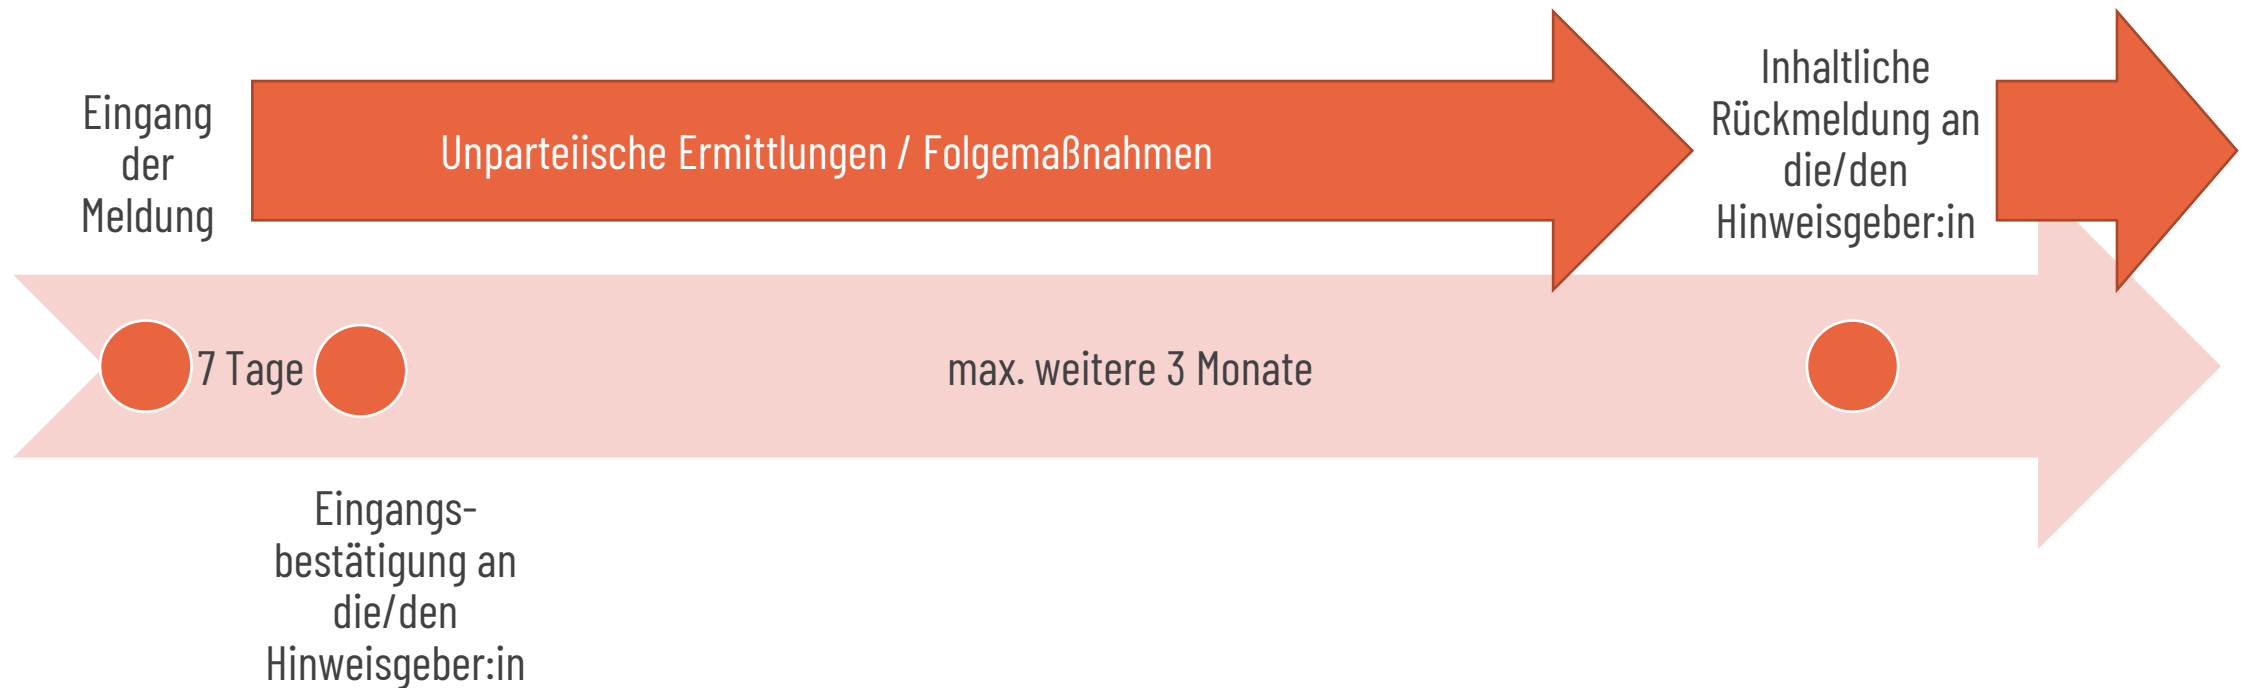 Eingang
der
Meldung
Unparteiische Ermittlungen / Folgemaßnahmen
Inhaltliche
Rückmeldung an
die/den
Hinweisgeber:in
7 Tage
max. weitere 3 Monate
Eingangs-
bestätigung an
die/den
Hinweisgeber:in